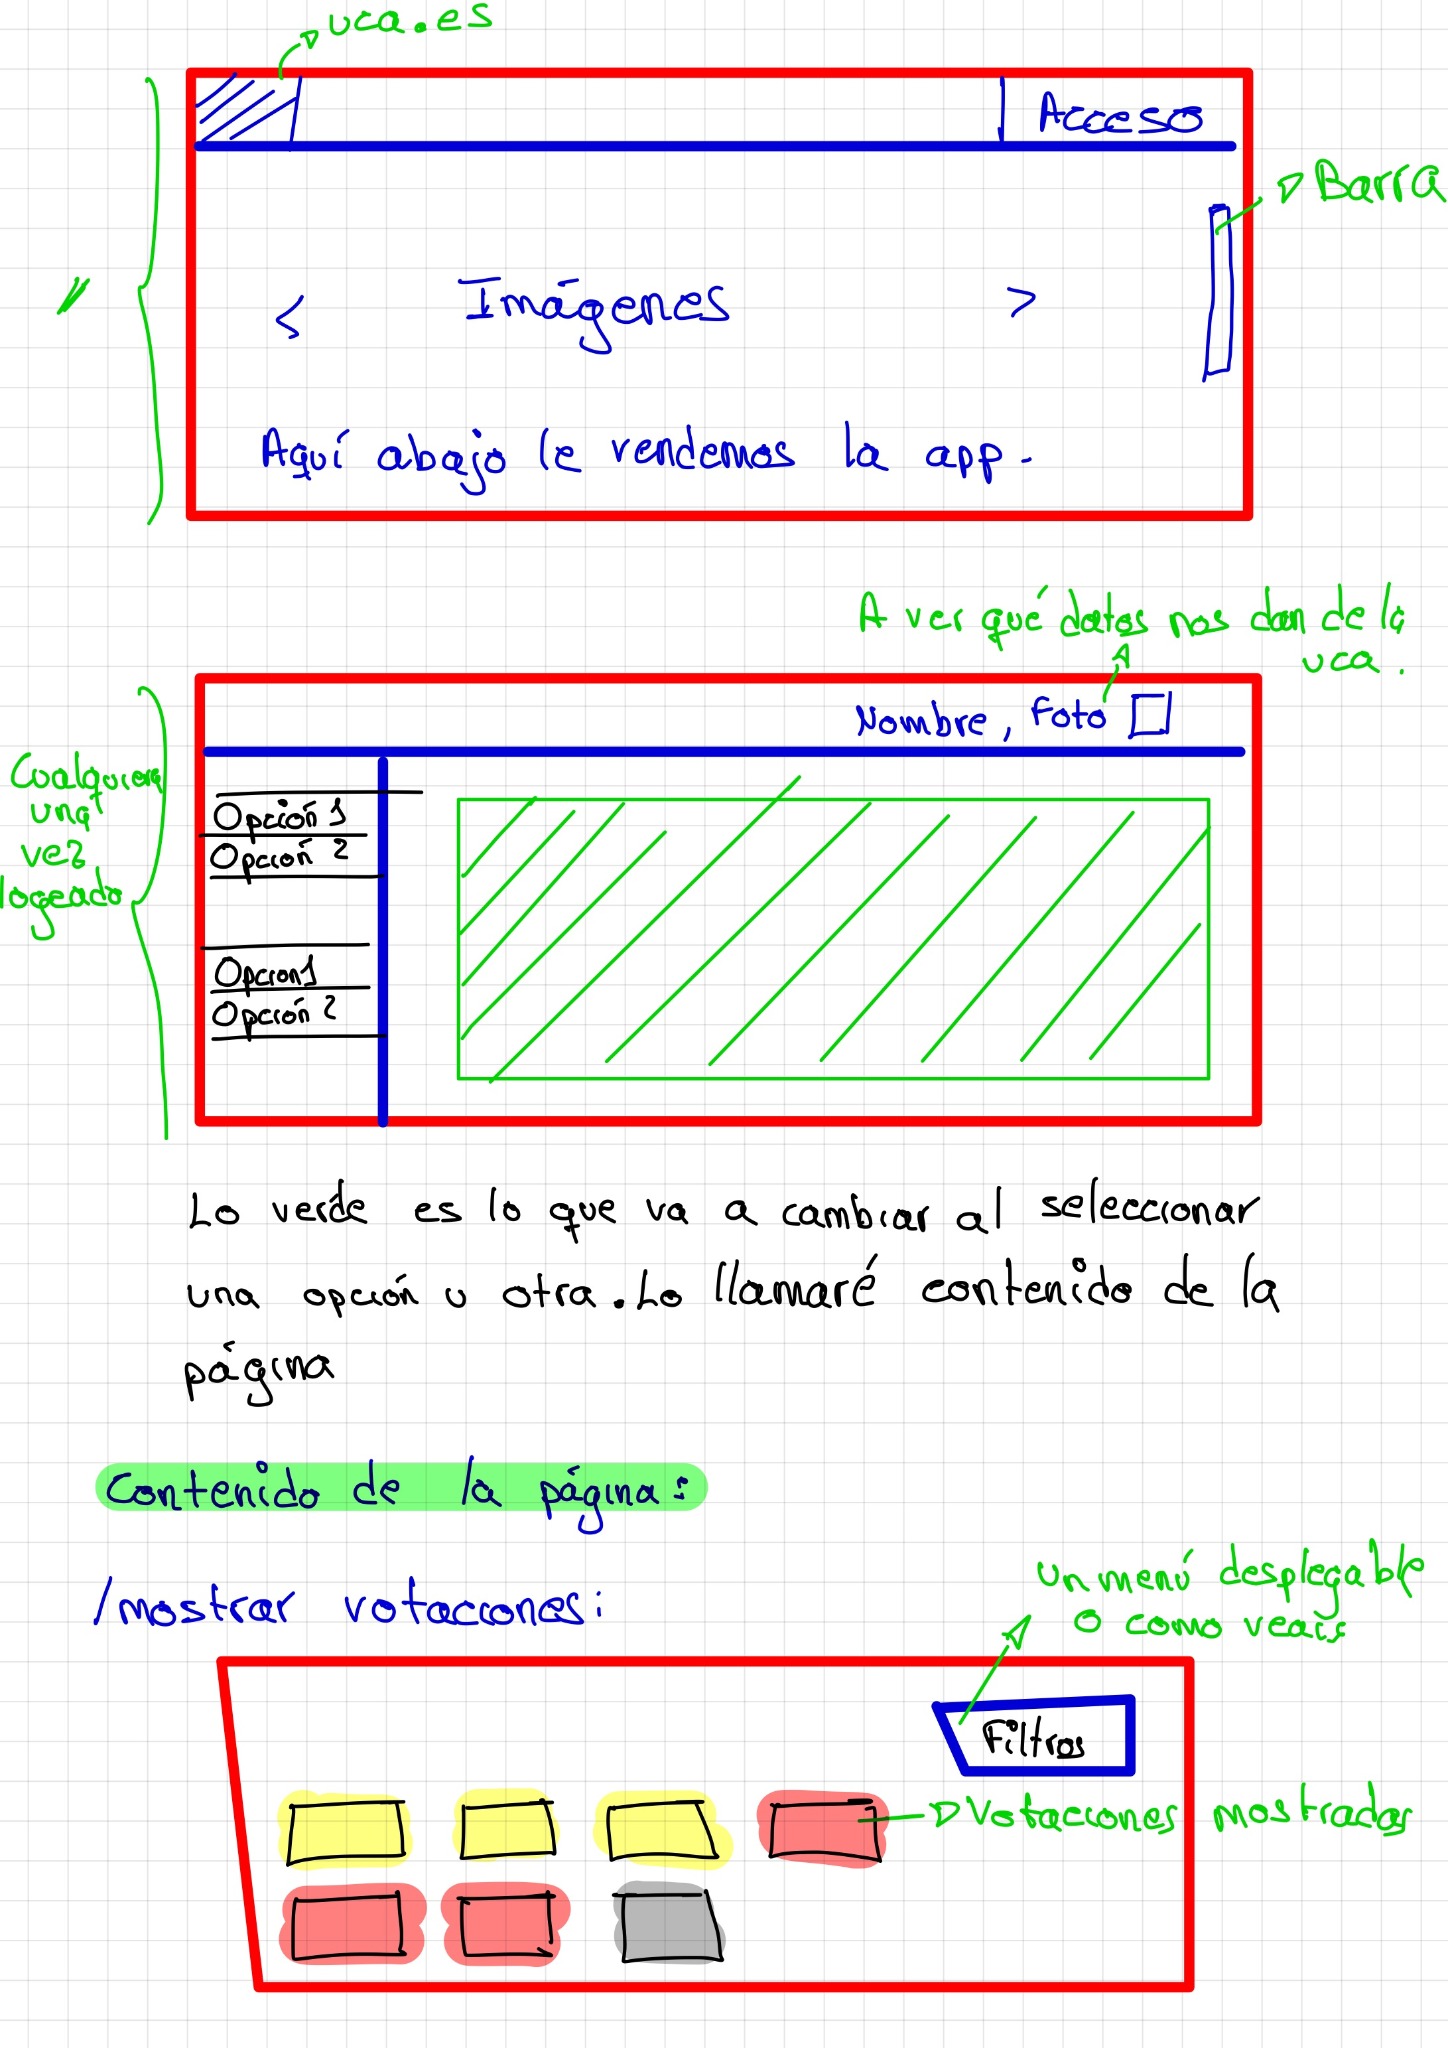 uca.es
Acceso
Barra
//
< Imágenes >
Aquí abajo le vendemos la app.
A ver qué datos nos dan de la
uca.
Nombre, Foto
Cualquiera
una
vez
logeado
Opción 1
Opción 2
Opcion 1
Opción 2
Lo verde es lo que va a cambiar al seleccionar
una opción u otra. Lo llamaré contenido de la
página
Contenido de la página:
/mostrar votaciones:
un menú desplegable
o como veais
Filtros
Votaciones mostradas